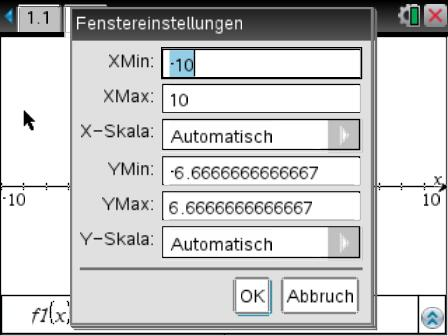 1.1
Fenstereinstellungen
XMin: -10
XMax: 10
X-Skala: Automatisch
YMin: -6.6666666666667
YMax: 6.6666666666667
Y-Skala: Automatisch
OK Abbruch
-10
x
10
f1(x)